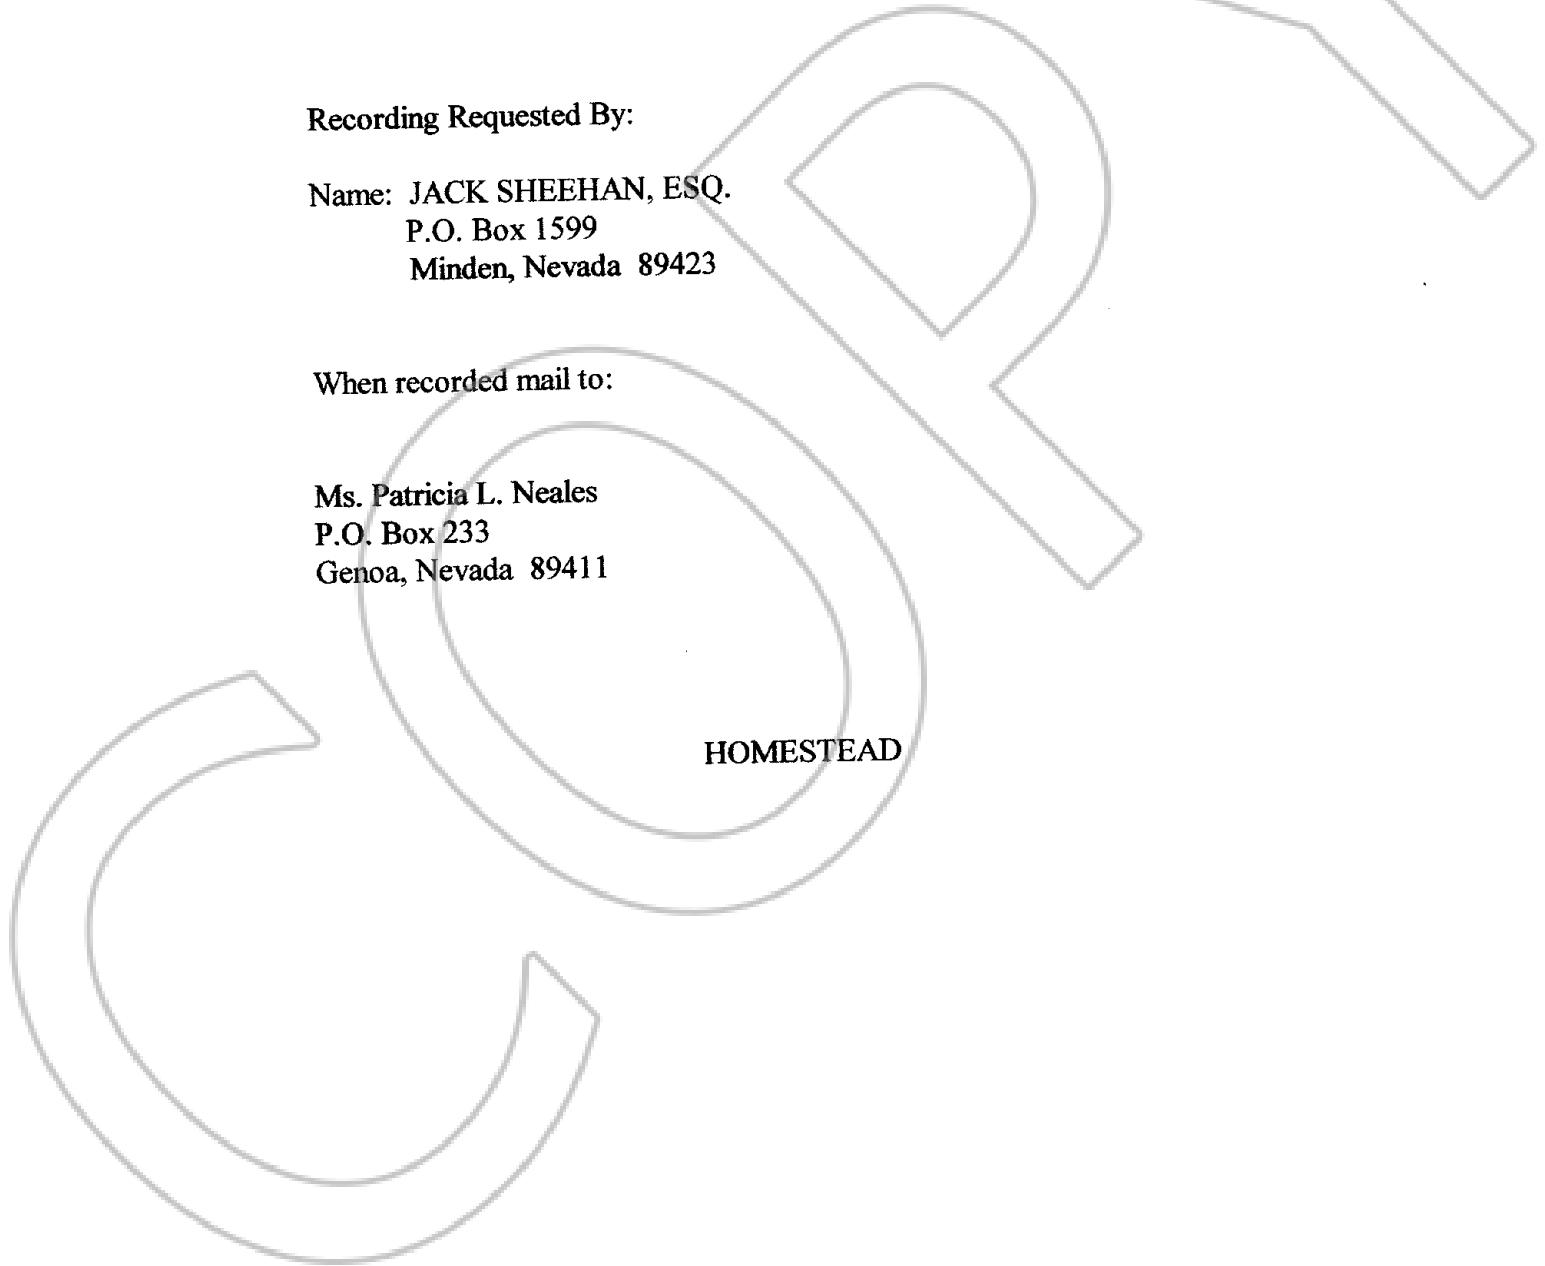 Recording Requested By:
Name: JACK SHEEHAN, ESQ.
P.O. Box 1599
Minden, Nevada 89423
When recorded mail to:
Ms. Patricia L. Neales
P.O. Box 233
Genoa, Nevada 89411
HOMESTEAD
COPY